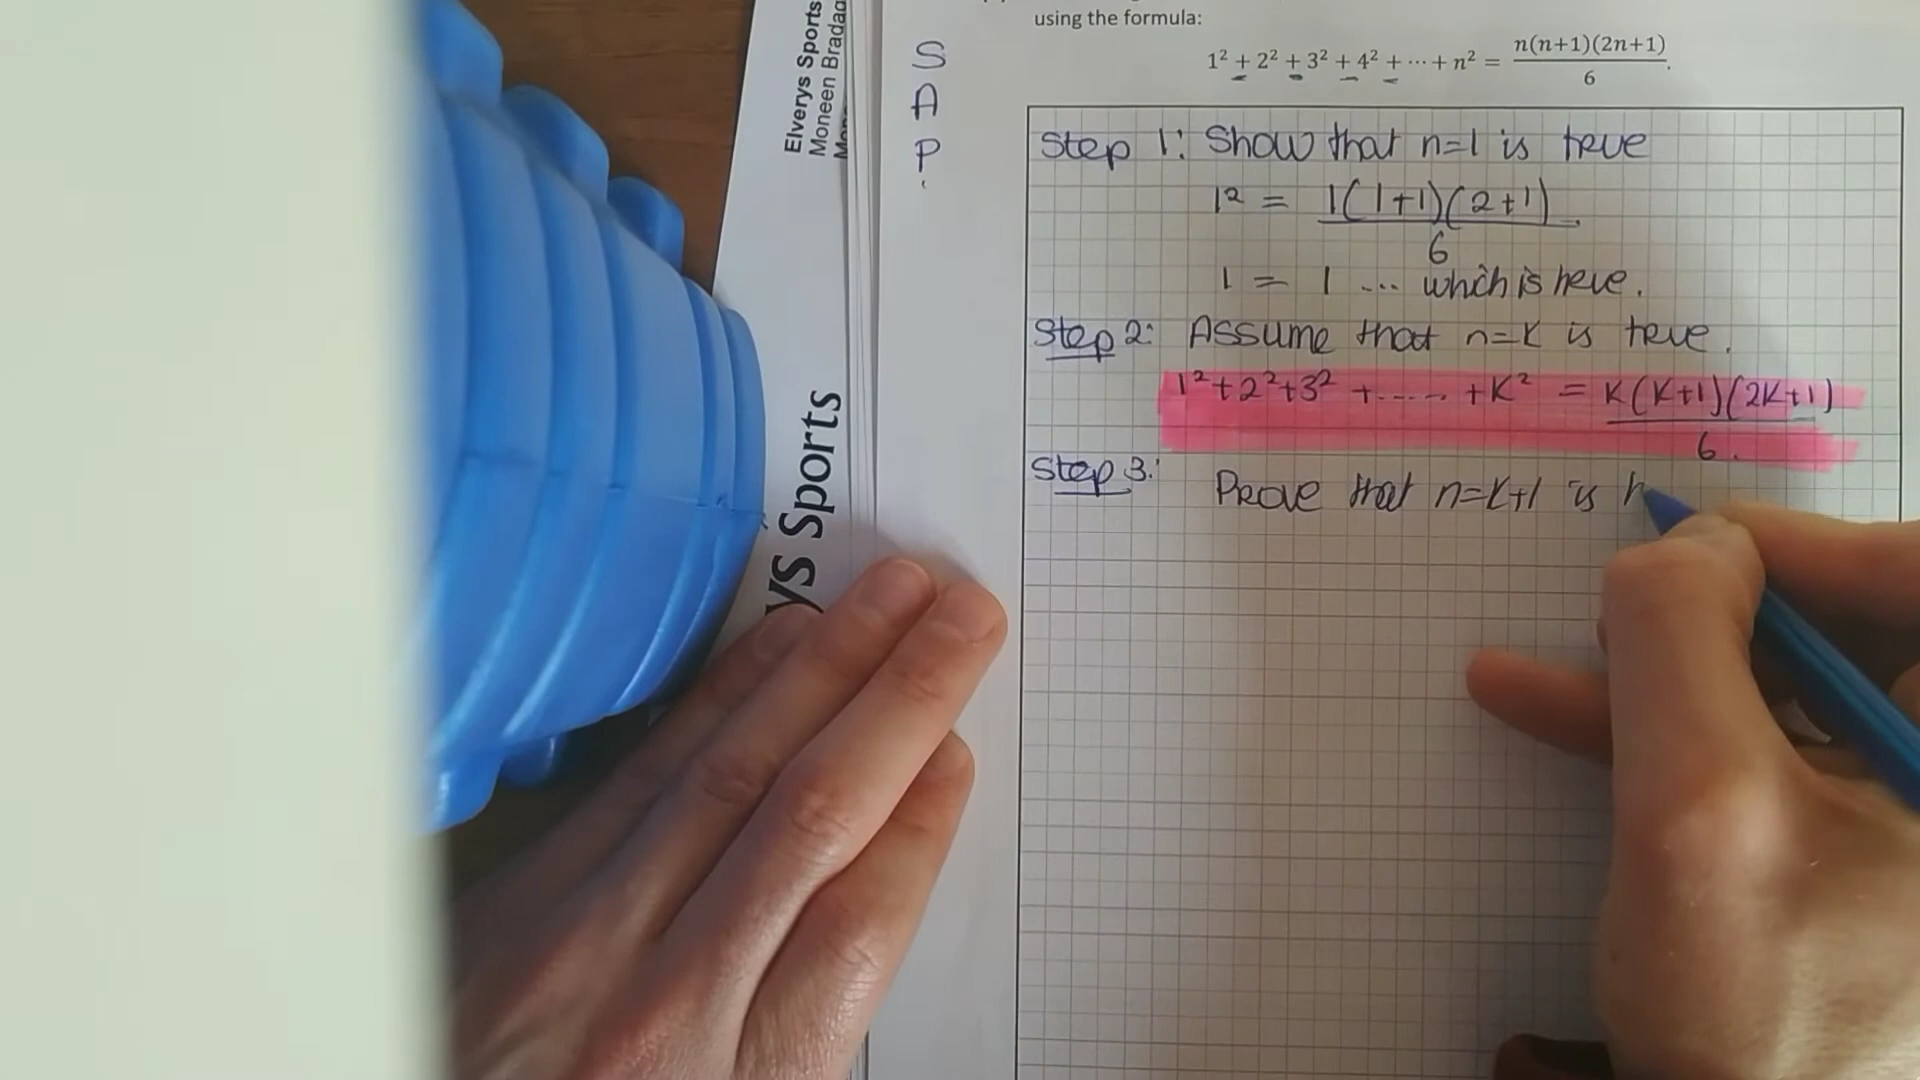 Elverys Sports
Moneen Bradag
ys Sports
S
A
P.
using the formula:
1² + 2² + 3² + 4² + ⋯ + n² = n(n+1)(2n+1)/6.
Step 1: Show that n=1 is true
1² = 1(1+1)(2+1)/6.
1 = 1 ... which is true.
Step 2: Assume that n=K is true.
1²+2²+3² +..... +K² = K(K+1)(2K+1)/6.
Step 3: Prove that n=K+1 is